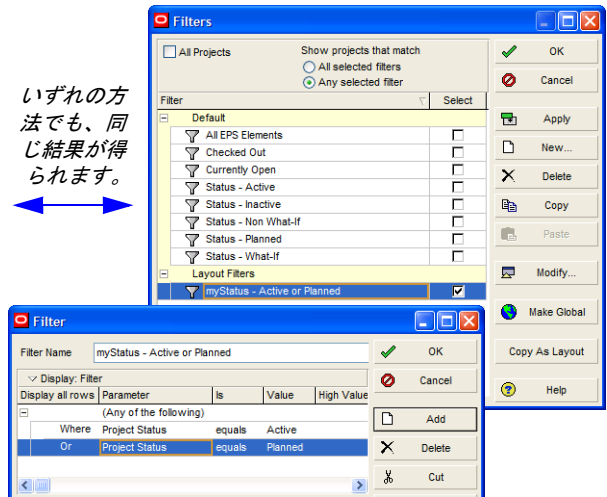 Filters
All Projects
Show projects that match
All selected filters
Any selected filter
Filter
Select
Default
All EPS Elements
Checked Out
Currently Open
Status - Active
Status - Inactive
Status - Non What-If
Status - Planned
Status - What-If
Layout Filters
myStatus - Active or Planned
OK
Cancel
Apply
New...
Delete
Copy
Paste
Modify...
Make Global
Copy As Layout
Help
いずれの方
法でも、同
じ結果が得
られます。
Filter
Filter Name myStatus - Active or Planned
Display: Filter
Display all rows Parameter Is Value High Value
(Any of the following)
Where Project Status equals Active
Or Project Status equals Planned
OK
Cancel
Add
Delete
Cut